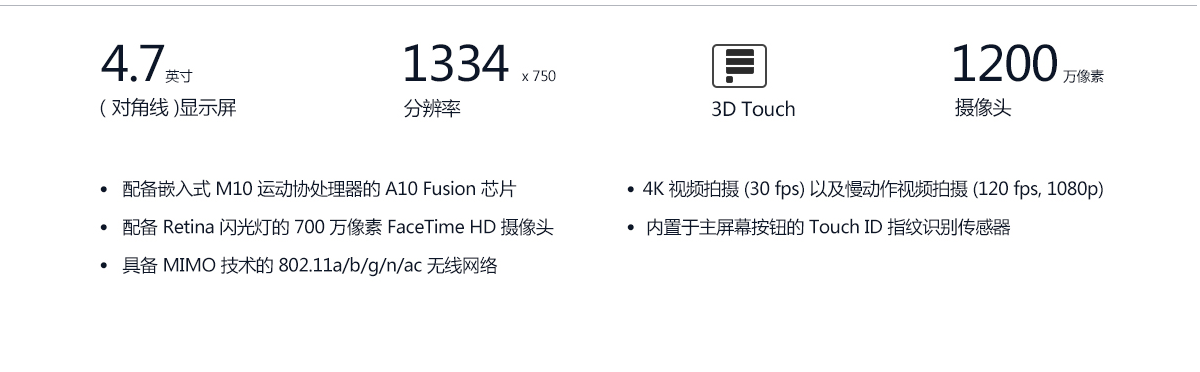 4.7 英寸
( 对角线 )显示屏
1334 x 750
分辨率
3D Touch
1200 万像素
摄像头
• 配备嵌入式 M10 运动协处理器的 A10 Fusion 芯片
• 配备 Retina 闪光灯的 700 万像素 FaceTime HD 摄像头
• 具备 MIMO 技术的 802.11a/b/g/n/ac 无线网络
• 4K 视频拍摄 (30 fps) 以及慢动作视频拍摄 (120 fps, 1080p)
• 内置于主屏幕按钮的 Touch ID 指纹识别传感器